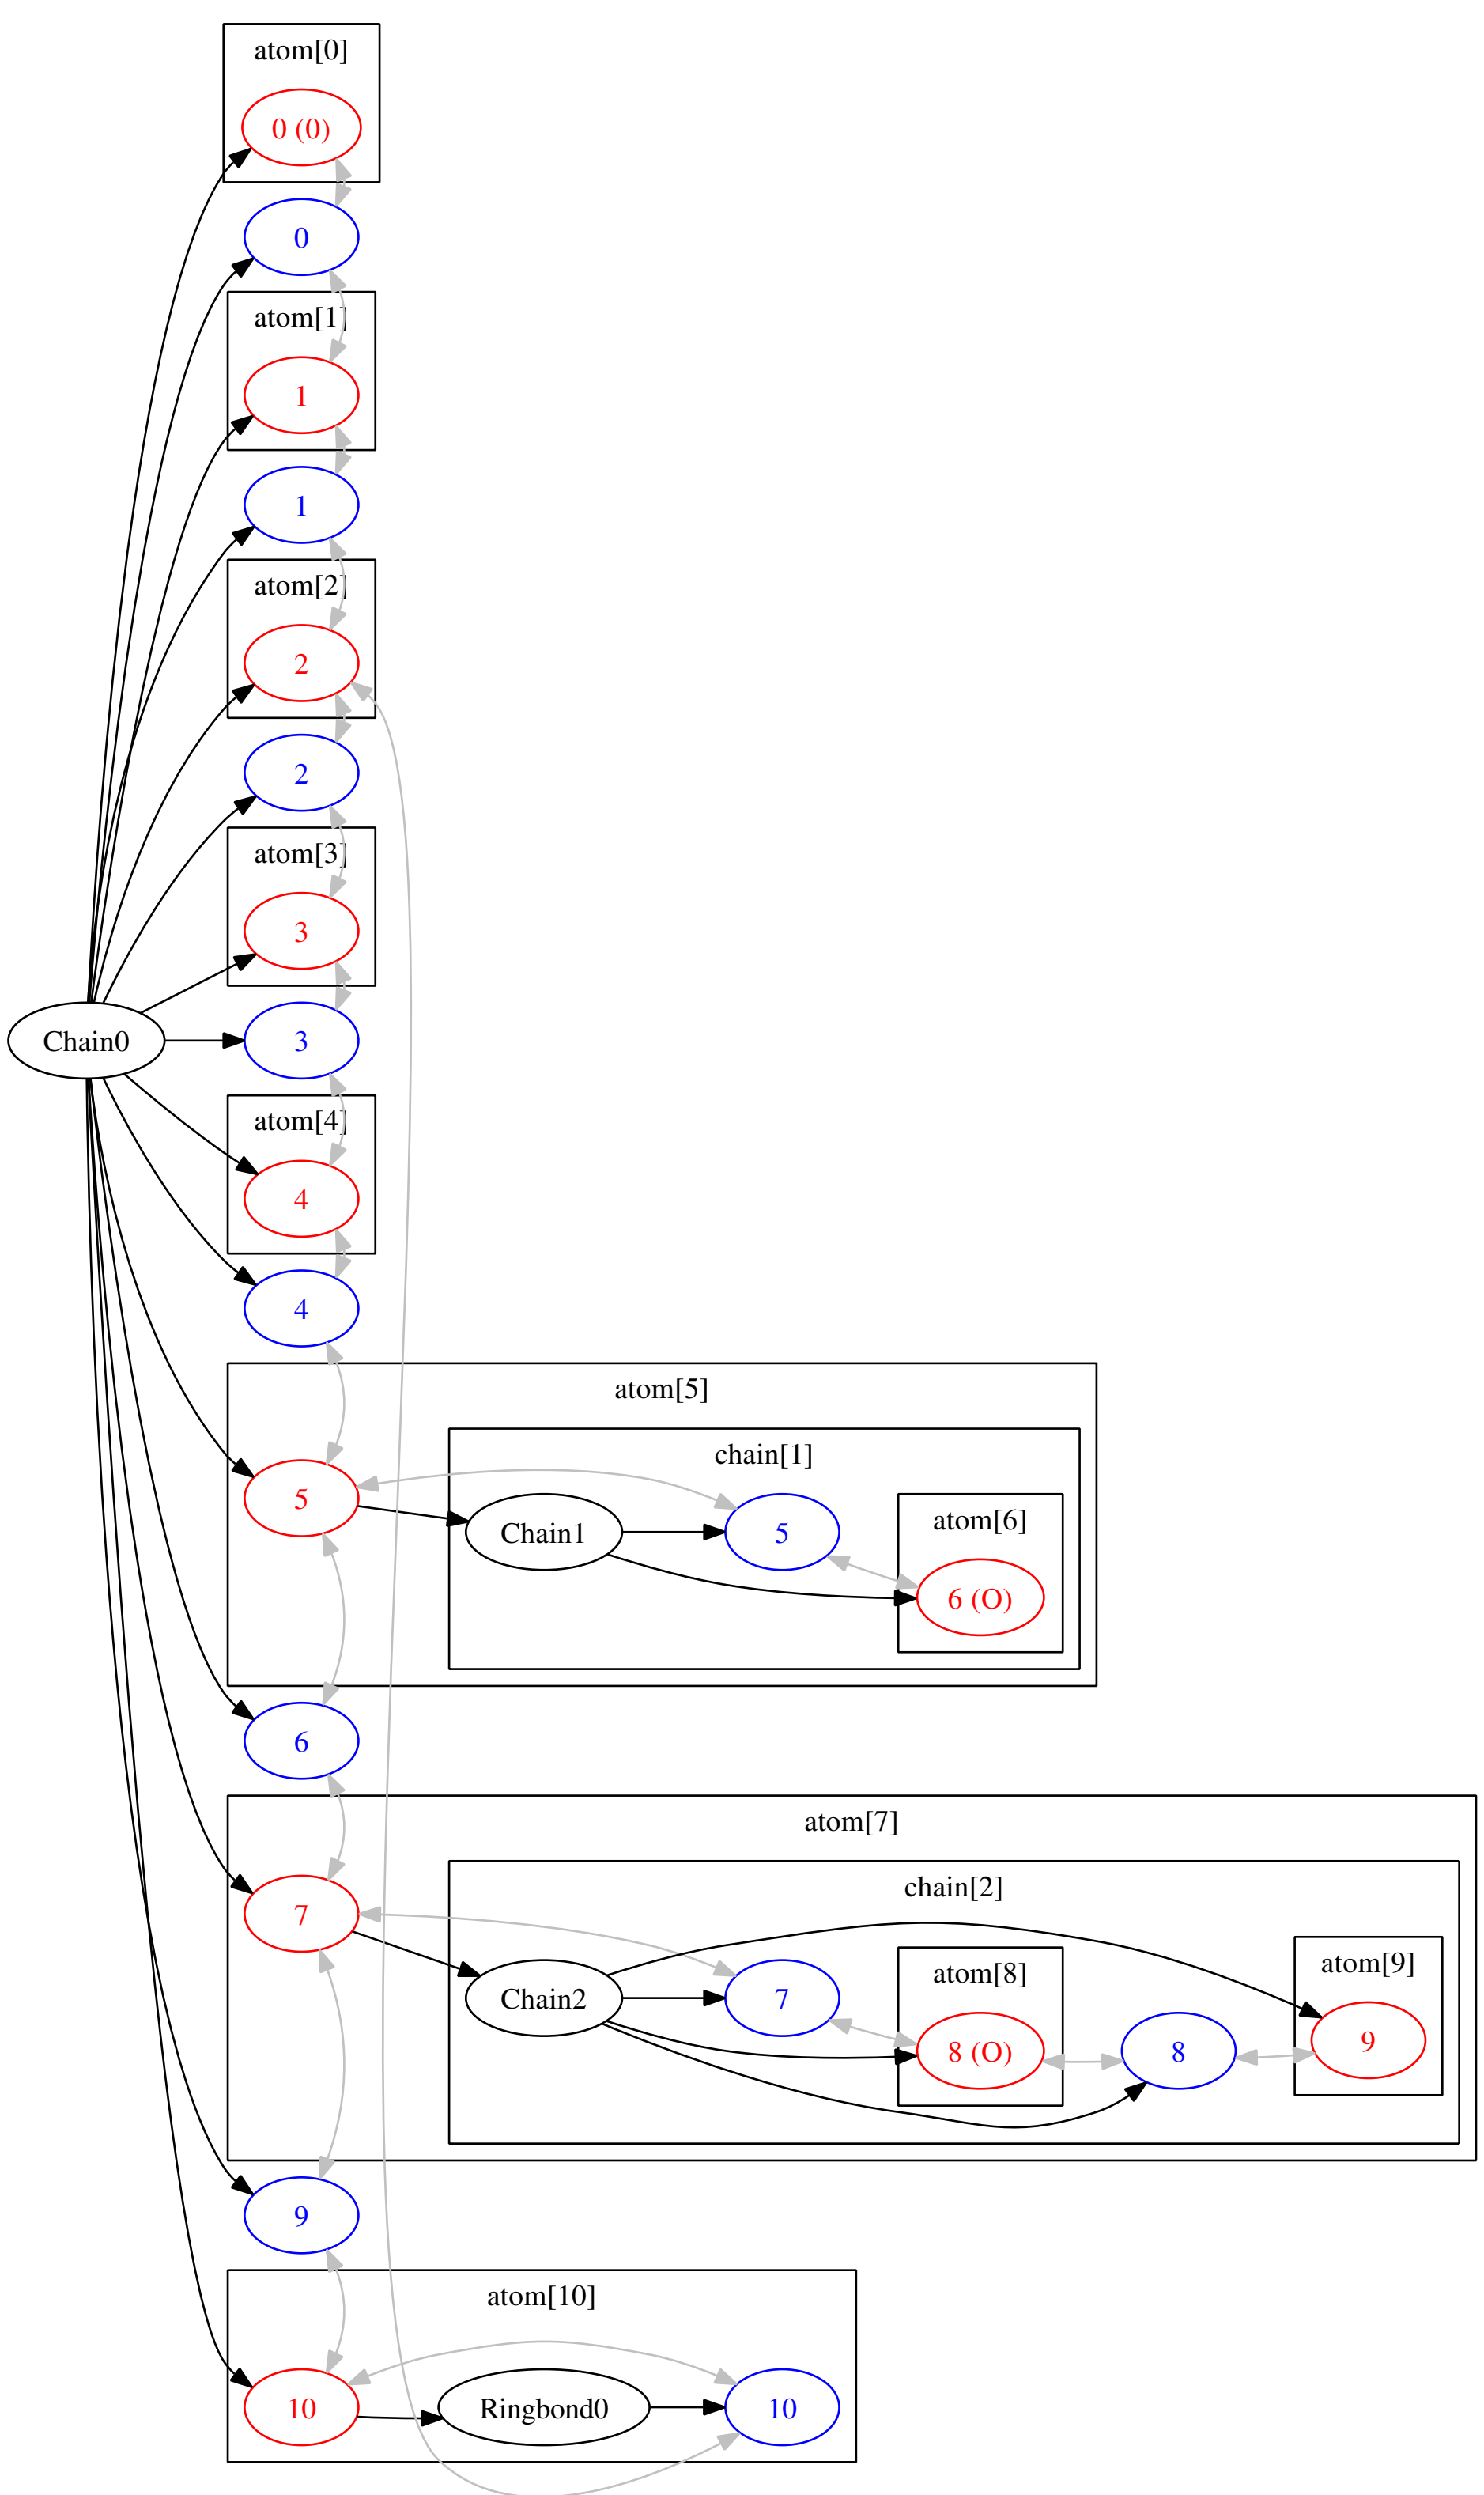 atom[0]
0 (0)
0
atom[1]
1
1
atom[2]
2
2
atom[3]
3
Chain0
3
atom[4]
4
4
atom[5]
chain[1]
5
Chain1
5
atom[6]
6 (O)
6
atom[7]
chain[2]
7
Chain2
7
atom[8]
8 (O)
8
atom[9]
9
9
atom[10]
10
Ringbond0
10